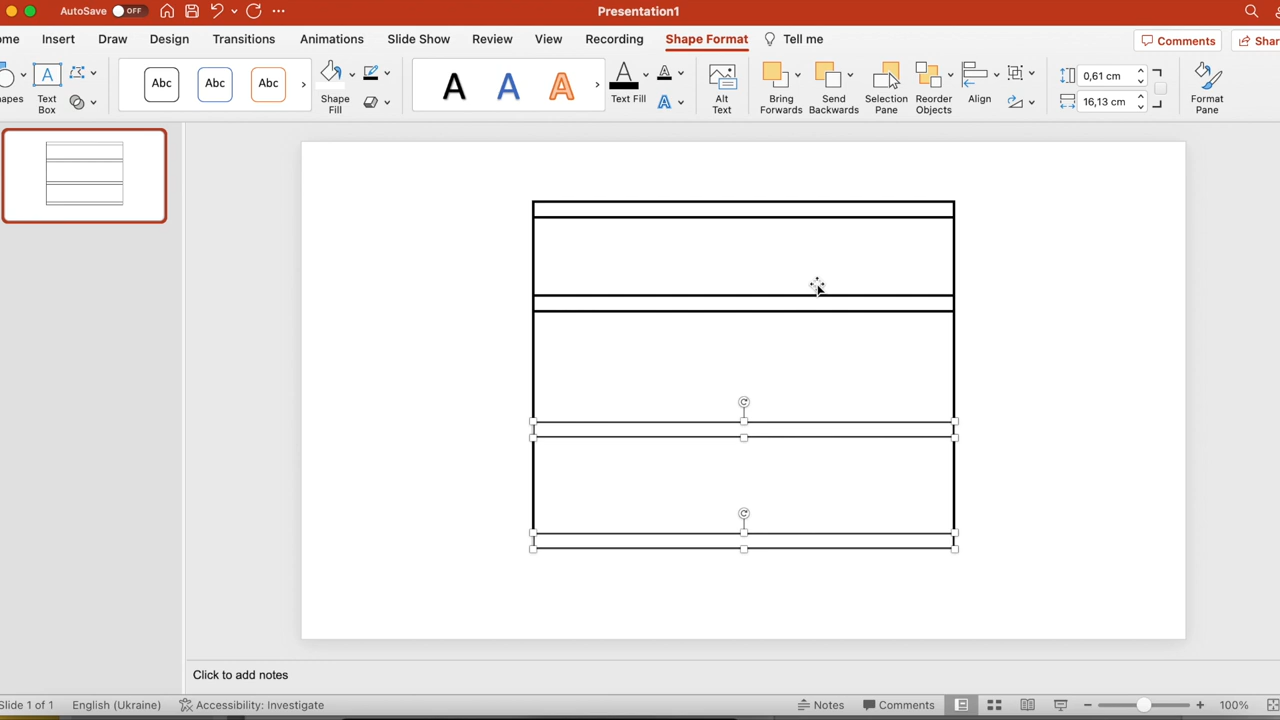 AutoSave OFF Presentation1
ome Insert Draw Design Transitions Animations Slide Show Review View Recording Shape Format Tell me Comments Shar
Abc Abc Abc A A A A A A 0,61 cm
16,13 cm
hapes Text Box Shape Fill Text Fill Alt Text Bring Forwards Send Backwards Selection Pane Reorder Objects Align Format Pane
Click to add notes
Slide 1 of 1 English (Ukraine) Accessibility: Investigate Notes Comments 100%